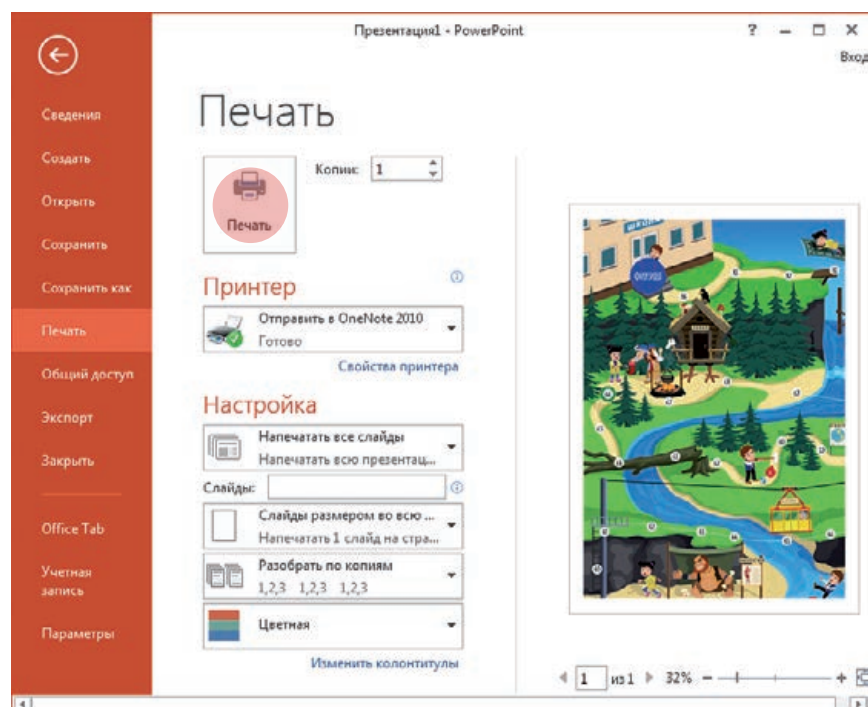 Презентация1 - PowerPoint
?
Вход
Сведения
Создать
Открыть
Сохранить
Сохранить как
Печать
Общий доступ
Экспорт
Закрыть
Office Tab
Учетная
запись
Параметры
Печать
Печать
Копии: 1
Принтер
Отправить в OneNote 2010
Готово
Свойства принтера
Настройка
Напечатать все слайды
Напечатать всю презентац...
Слайды:
Слайды размером во всю ...
Напечатать 1 слайд на стра...
Разобрать по копиям
1,2,3 1,2,3 1,2,3
Цветная
Изменить колонтитулы
ШКОЛА
1 из 1 32%